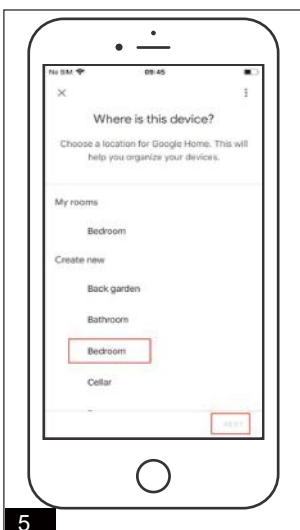 No SIM 09:45
Where is this device?
Choose a location for Google Home. This will
help you organize your devices.
My rooms
Bedroom
Create new
Back garden
Bathroom
Bedroom
Cellar
NEXT
5